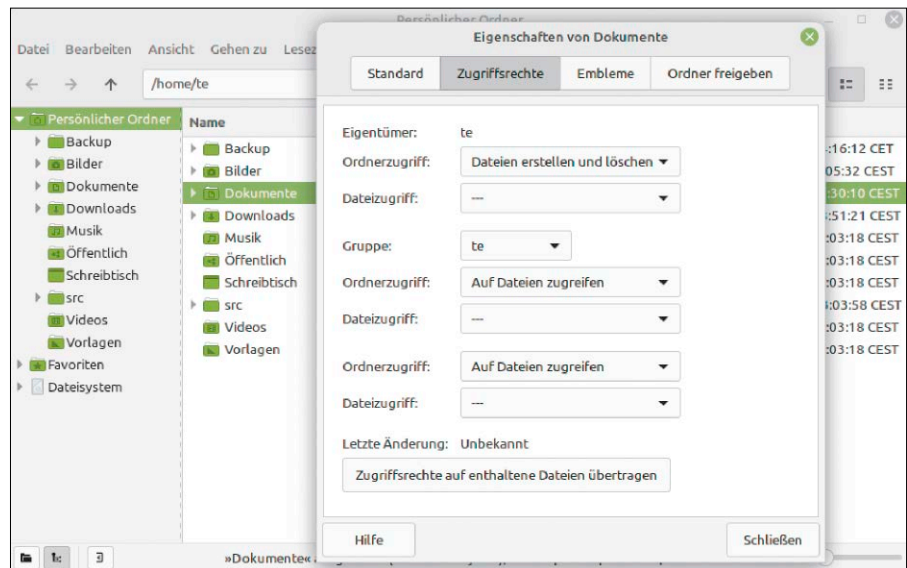 Persönlicher Ordner
Datei Bearbeiten Ansicht Gehen zu
/home/te
Persönlicher Ordner
Backup
Bilder
Dokumente
Downloads
Musik
Öffentlich
Schreibtisch
src
Videos
Vorlagen
Favoriten
Dateisystem
Name
Backup
Bilder
Dokumente
Downloads
Musik
Öffentlich
Schreibtisch
src
Videos
Vorlagen
:16:12 CET
05:32 CEST
:30:10 CEST
:51:21 CEST
:03:18 CEST
:03:18 CEST
:03:18 CEST
:03:58 CEST
:03:18 CEST
:03:18 CEST
Eigenschaften von Dokumente
Standard Zugriffsrechte Embleme Ordner freigeben
Eigentümer: te
Ordnerzugriff: Dateien erstellen und löschen
Dateizugriff: ---
Gruppe: te
Ordnerzugriff: Auf Dateien zugreifen
Dateizugriff: ---
Ordnerzugriff: Auf Dateien zugreifen
Dateizugriff: ---
Letzte Änderung: Unbekannt
Zugriffsrechte auf enthaltene Dateien übertragen
Hilfe Schließen
»Dokumente«